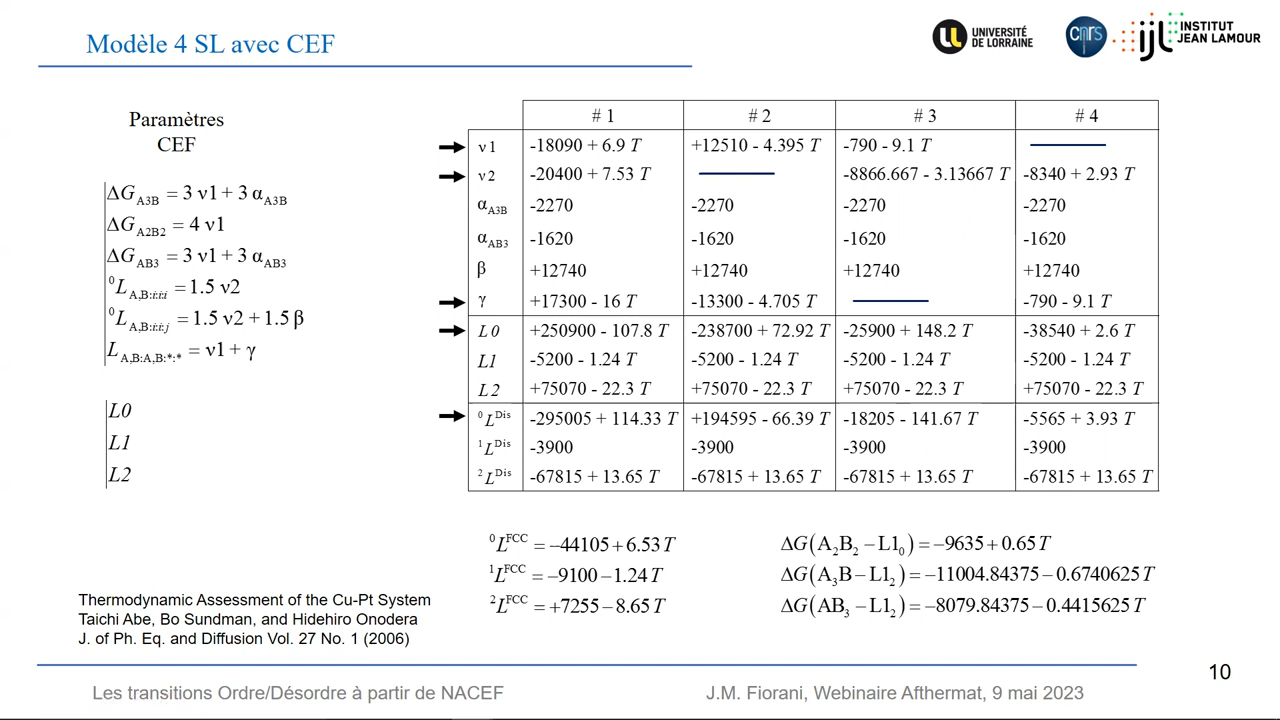 Modèle 4 SL avec CEF
UNIVERSITÉ DE LORRAINE
cnrs
ijL INSTITUT JEAN LAMOUR
Paramètres
CEF
ΔG_A3B = 3 ν1 + 3 α_A3B
ΔG_A2B2 = 4 ν1
ΔG_AB3 = 3 ν1 + 3 α_AB3
⁰L_A,B:i:i:i = 1.5 ν2
⁰L_A,B:i:i:j = 1.5 ν2 + 1.5 β
L_A,B:A,B:*:* = ν1 + γ
L0
L1
L2
# 1 # 2 # 3 # 4
ν1 -18090 + 6.9 T +12510 - 4.395 T -790 - 9.1 T
ν2 -20400 + 7.53 T -8866.667 - 3.13667 T -8340 + 2.93 T
α_A3B -2270 -2270 -2270 -2270
α_AB3 -1620 -1620 -1620 -1620
β +12740 +12740 +12740 +12740
γ +17300 - 16 T -13300 - 4.705 T -790 - 9.1 T
L0 +250900 - 107.8 T -238700 + 72.92 T -25900 + 148.2 T -38540 + 2.6 T
L1 -5200 - 1.24 T -5200 - 1.24 T -5200 - 1.24 T -5200 - 1.24 T
L2 +75070 - 22.3 T +75070 - 22.3 T +75070 - 22.3 T +75070 - 22.3 T
⁰L^Dis -295005 + 114.33 T +194595 - 66.39 T -18205 - 141.67 T -5565 + 3.93 T
¹L^Dis -3900 -3900 -3900 -3900
²L^Dis -67815 + 13.65 T -67815 + 13.65 T -67815 + 13.65 T -67815 + 13.65 T
⁰L^FCC = −44105 + 6.53 T
¹L^FCC = −9100 − 1.24 T
²L^FCC = +7255 − 8.65 T
ΔG(A₂B₂ − L1₀) = −9635 + 0.65 T
ΔG(A₃B − L1₂) = −11004.84375 − 0.6740625 T
ΔG(AB₃ − L1₂) = −8079.84375 − 0.4415625 T
Thermodynamic Assessment of the Cu-Pt System
Taichi Abe, Bo Sundman, and Hidehiro Onodera
J. of Ph. Eq. and Diffusion Vol. 27 No. 1 (2006)
10
Les transitions Ordre/Désordre à partir de NACEF
J.M. Fiorani, Webinaire Afthermat, 9 mai 2023